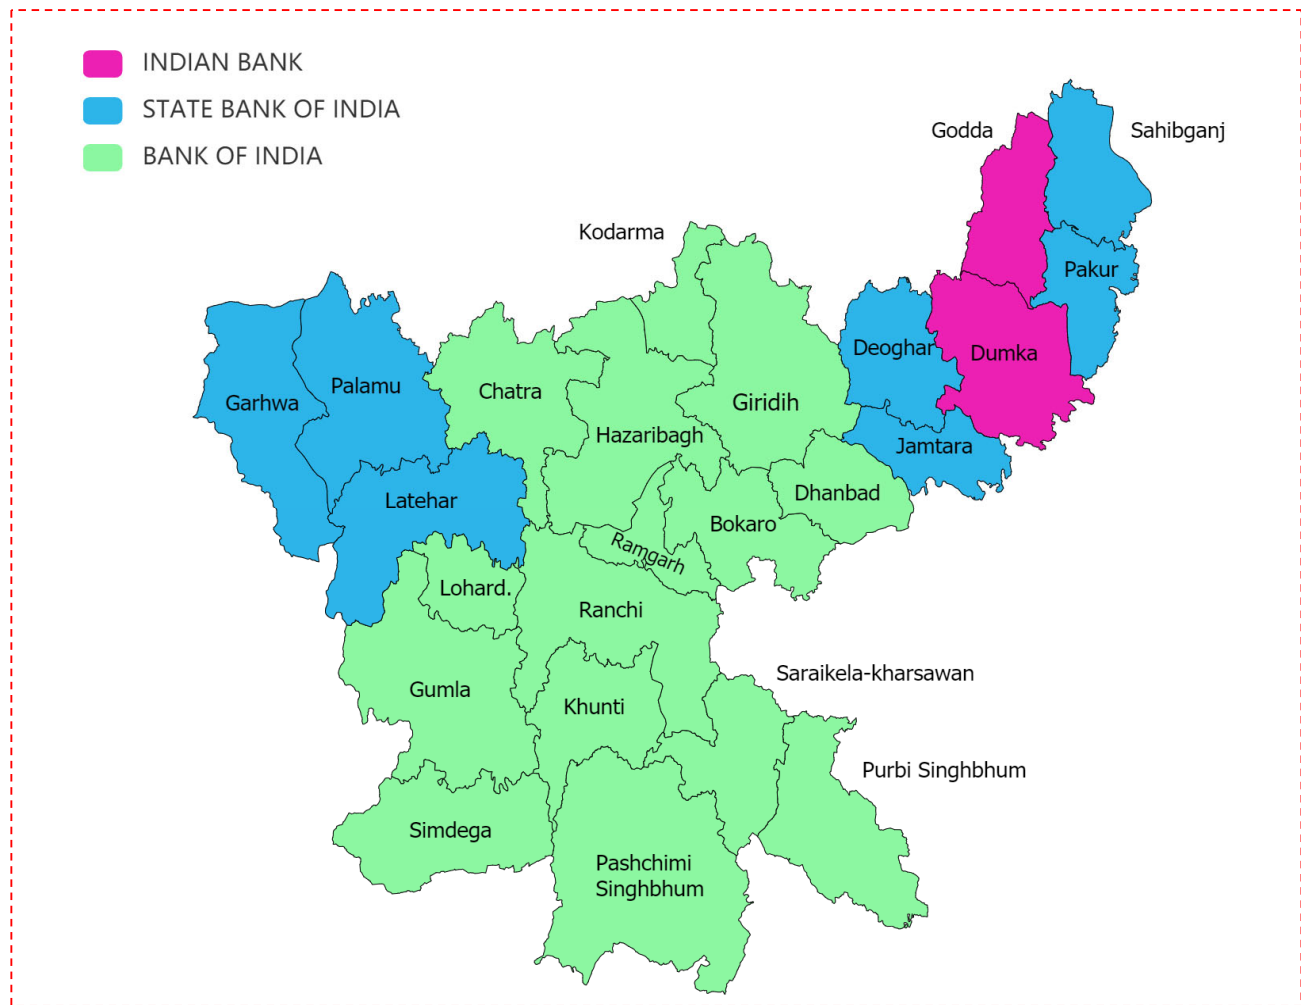 INDIAN BANK
STATE BANK OF INDIA
BANK OF INDIA
Godda
Sahibganj
Kodarma
Pakur
Deoghar
Dumka
Palamu
Garhwa
Chatra
Giridih
Hazaribagh
Jamtara
Latehar
Dhanbad
Bokaro
Ramgarh
Lohard.
Ranchi
Saraikela-kharsawan
Gumla
Khunti
Purbi Singhbhum
Simdega
Pashchimi
Singhbhum